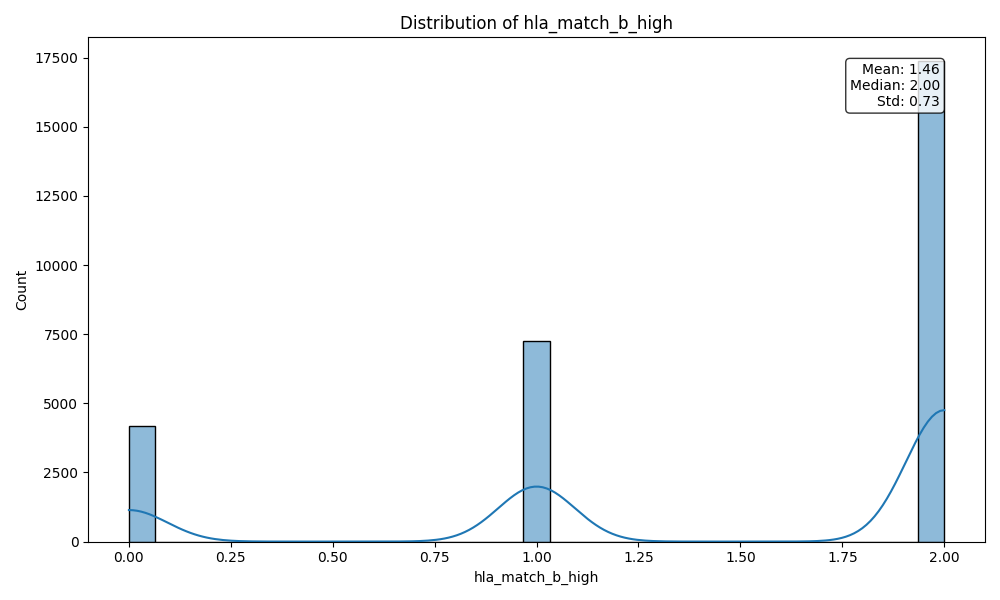 Distribution of hla_match_b_high
Mean: 1.46
Median: 2.00
Std: 0.73
Count
17500
15000
12500
10000
7500
5000
2500
0
0.00 0.25 0.50 0.75 1.00 1.25 1.50 1.75 2.00
hla_match_b_high